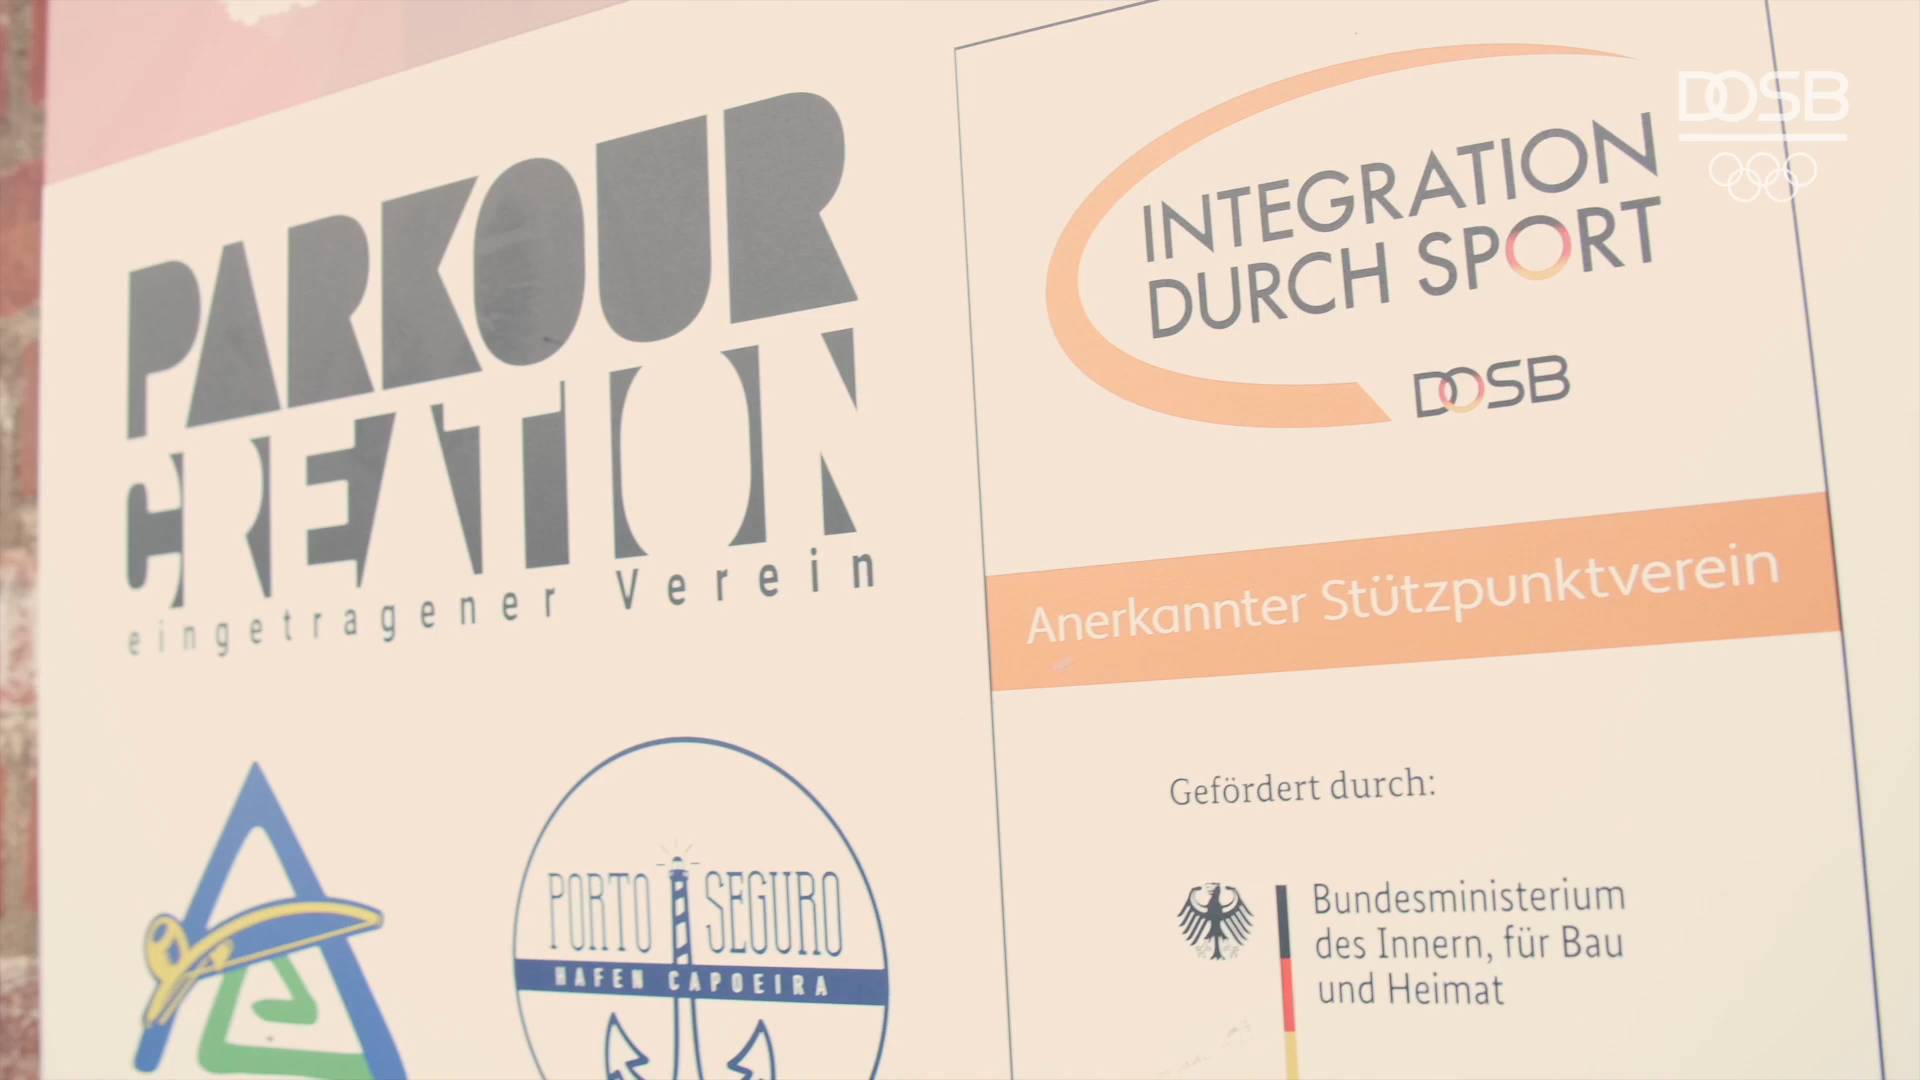 PARKOUR
CREATION
eingetragener Verein
PORTO SEGURO
HAFEN CAPOEIRA
INTEGRATION
DURCH SPORT
DOSB
Anerkannter Stützpunktverein
Gefördert durch:
Bundesministerium
des Innern, für Bau
und Heimat
DOSB